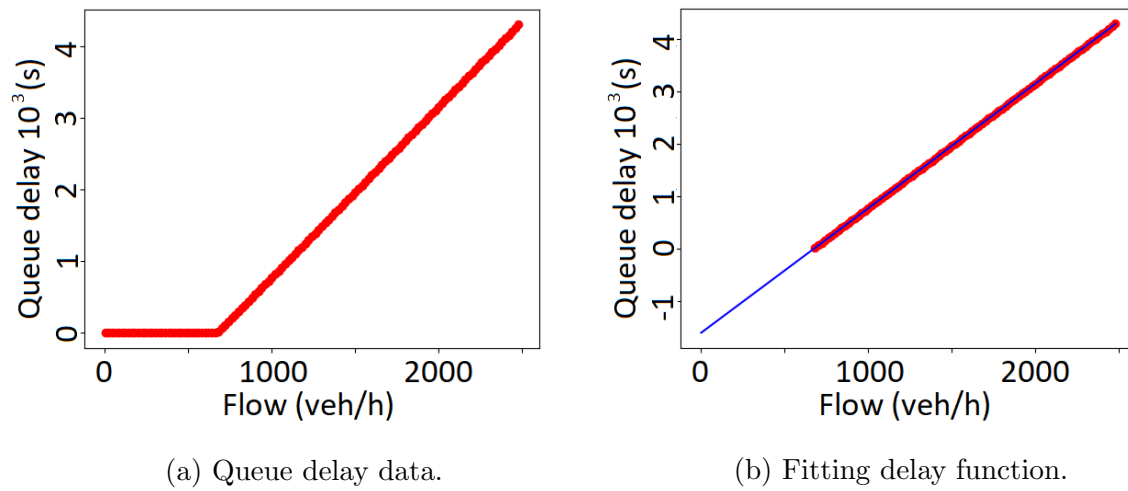 Queue delay 10³(s)
4
3
2
1
0
0
1000
2000
Flow (veh/h)
(a) Queue delay data.
Queue delay 10³(s)
4
3
2
1
0
-1
0
1000
2000
Flow (veh/h)
(b) Fitting delay function.